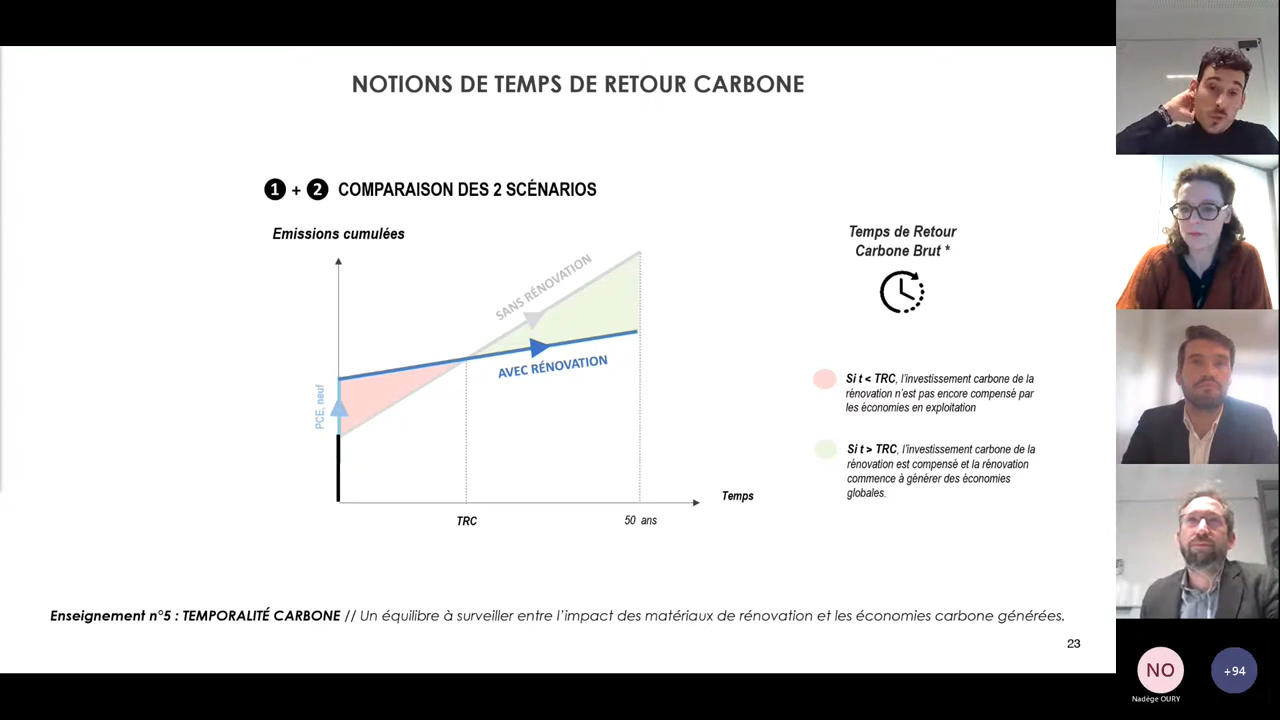 NOTIONS DE TEMPS DE RETOUR CARBONE
1 + 2 COMPARAISON DES 2 SCÉNARIOS
Emissions cumulées
SANS RÉNOVATION
AVEC RÉNOVATION
PCE, neuf
Temps
TRC
50 ans
Temps de Retour
Carbone Brut *
Si t < TRC, l'investissement carbone de la
rénovation n'est pas encore compensé par
les économies en exploitation
Si t > TRC, l'investissement carbone de la
rénovation est compensé et la rénovation
commence à générer des économies
globales.
Enseignement n°5 : TEMPORALITÉ CARBONE // Un équilibre à surveiller entre l'impact des matériaux de rénovation et les économies carbone générées.
23
NO
Nadège OURY
+94